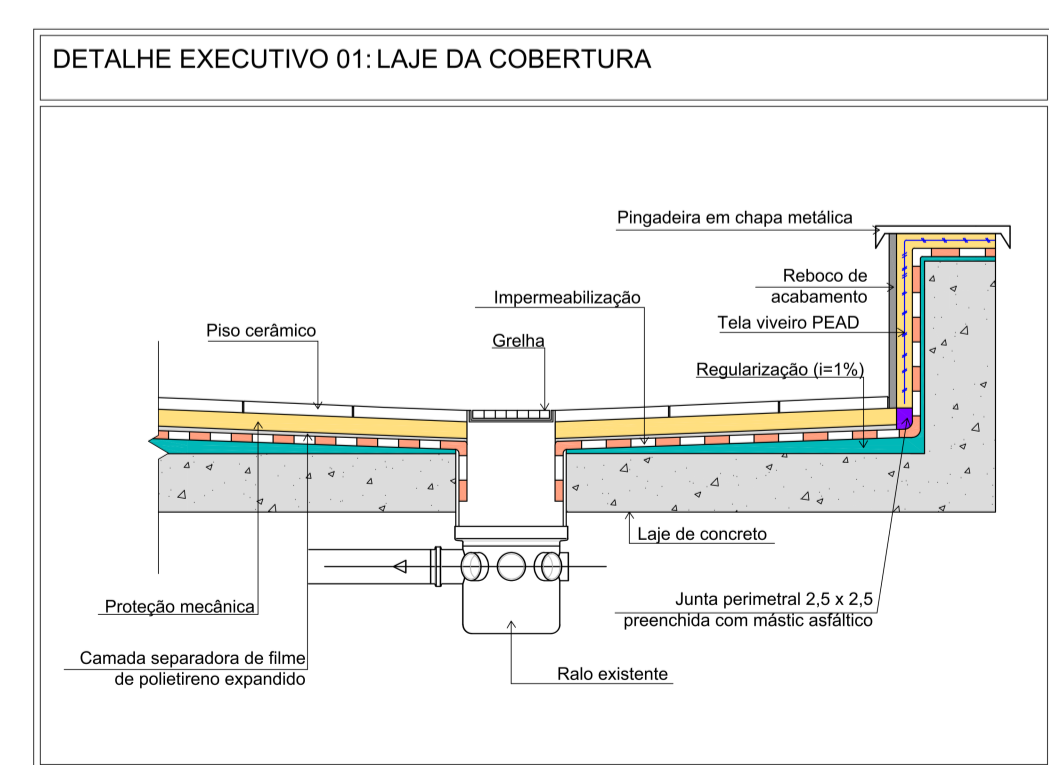 DETALHE EXECUTIVO 01: LAJE DA COBERTURA
Pingadeira em chapa metálica
Reboco de
acabamento
Impermeabilização
Tela viveiro PEAD
Piso cerâmico
Grelha
Regularização (i=1%)
Laje de concreto
Proteção mecânica
Junta perimetral 2,5 x 2,5
preenchida com mástic asfáltico
Camada separadora de filme
de polietireno expandido
Ralo existente